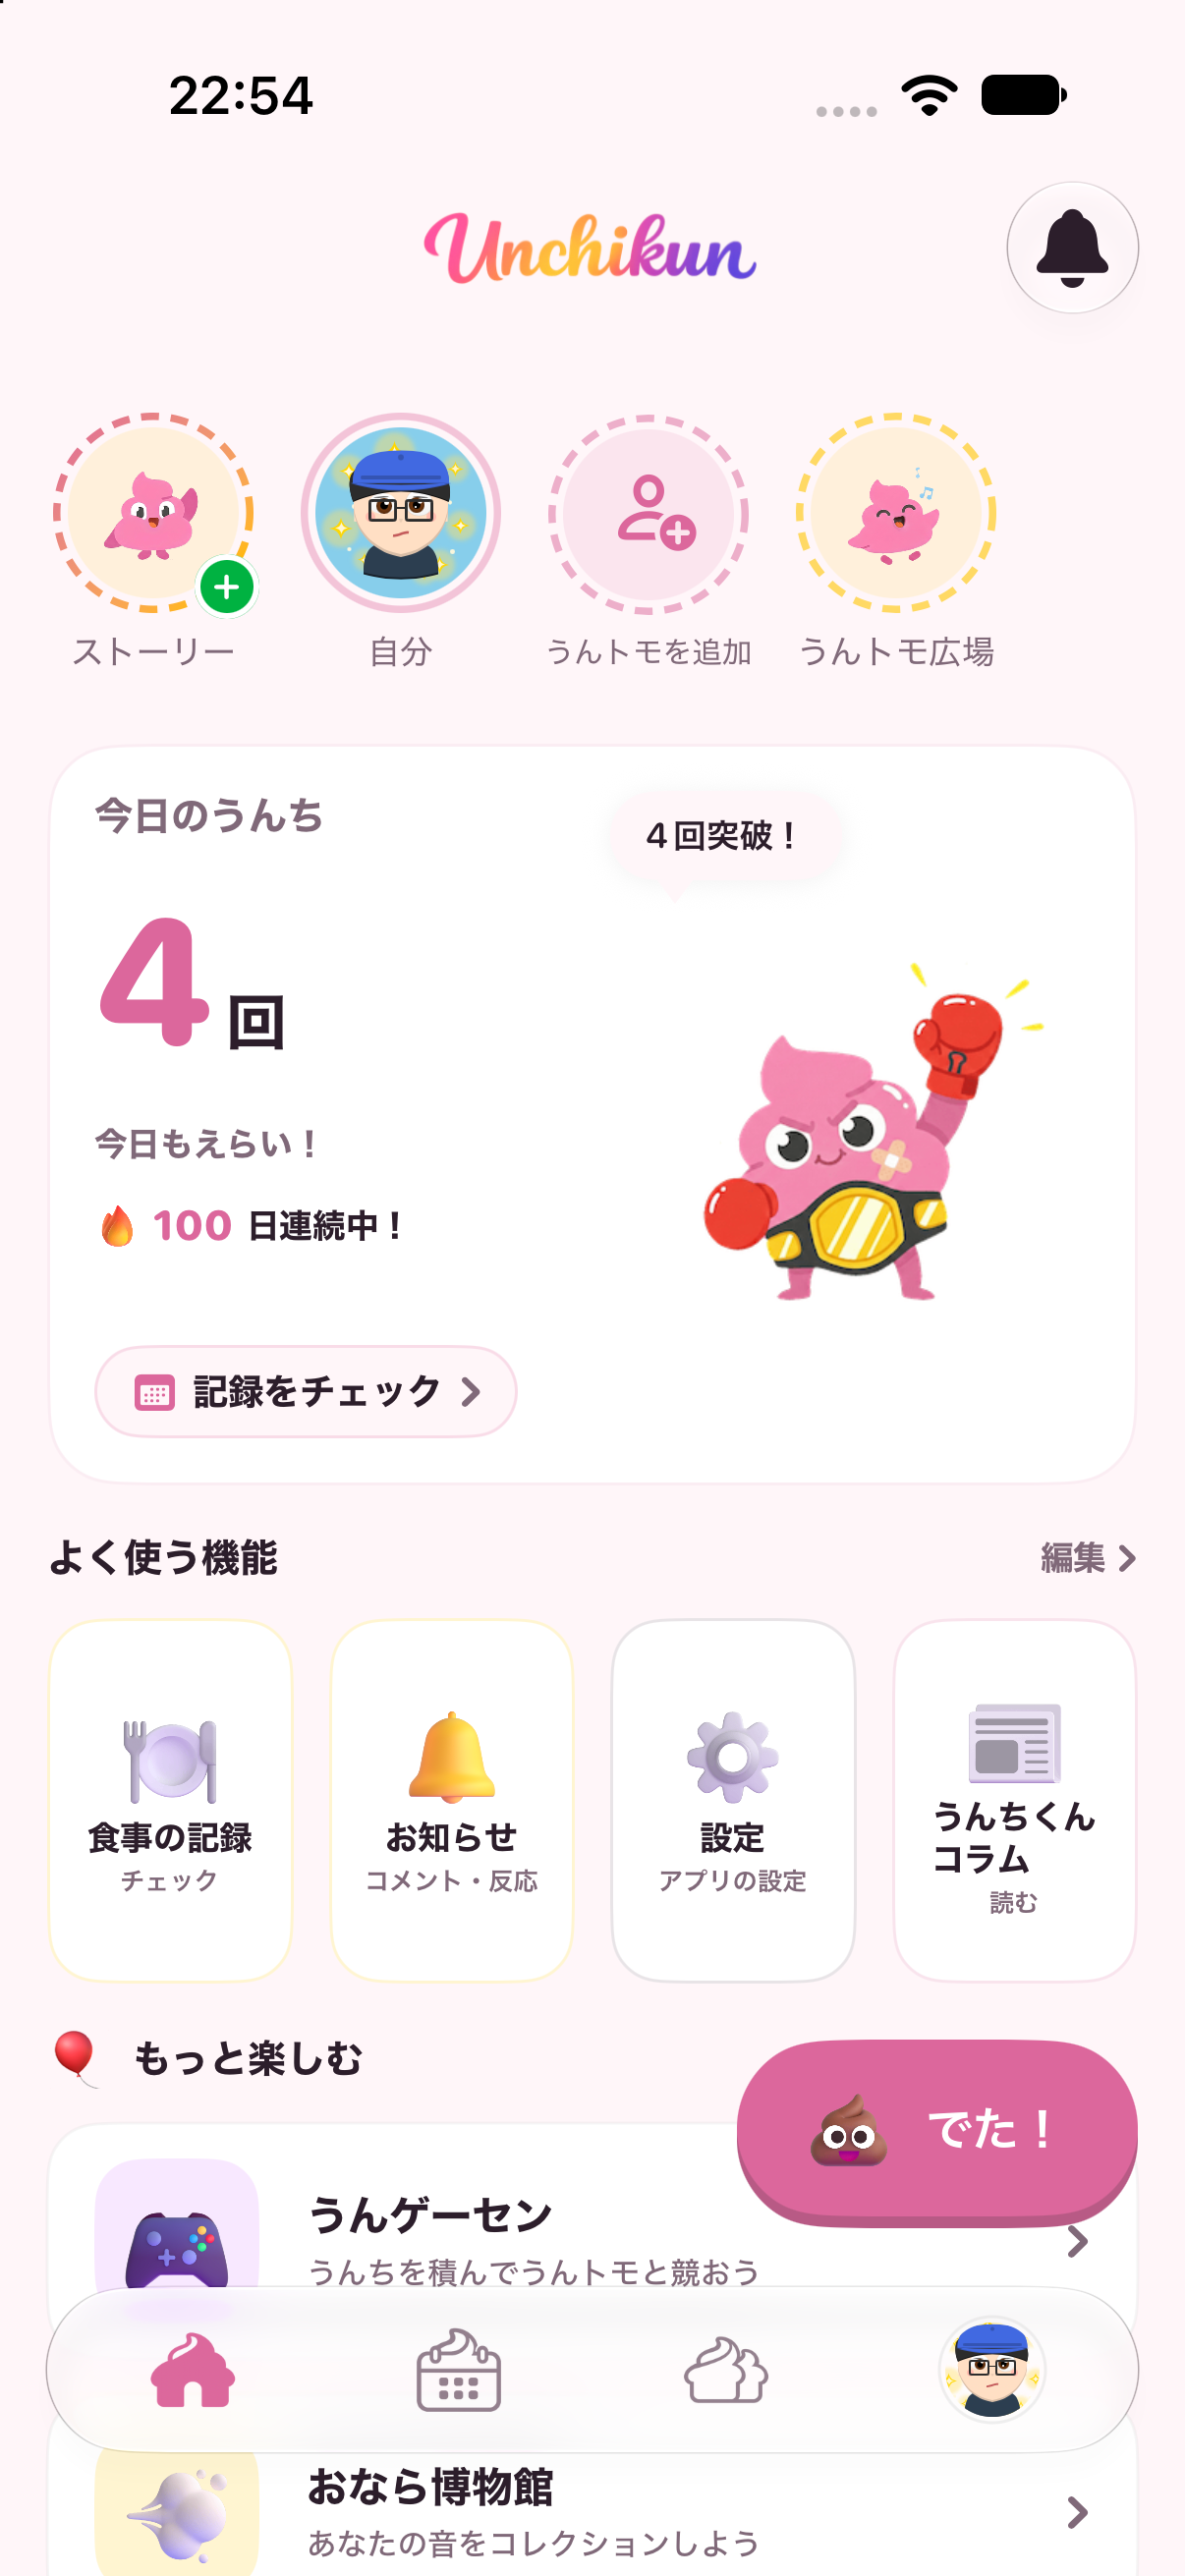 22:54
Unchikun
ストーリー
自分
うんトモを追加
うんトモ広場
今日のうんち
4回突破！
4回
今日もえらい！
100日連続中！
記録をチェック
よく使う機能
編集
食事の記録
チェック
お知らせ
コメント・反応
設定
アプリの設定
うんちくん
コラム
読む
もっと楽しむ
でた！
うんゲーセン
うんちを積んでうんトモと競おう
おなら博物館
あなたの音をコレクションしよう